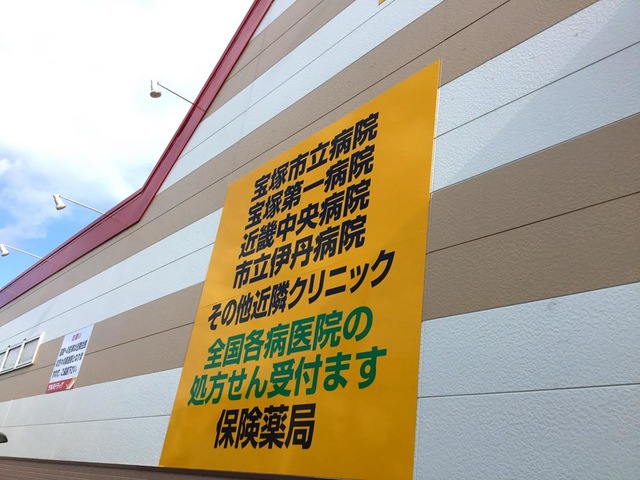 宝塚市立病院
宝塚第一病院
近畿中央病院
市立伊丹病院
その他近隣クリニック
全国各病医院の
処方せん受付ます
保険薬局